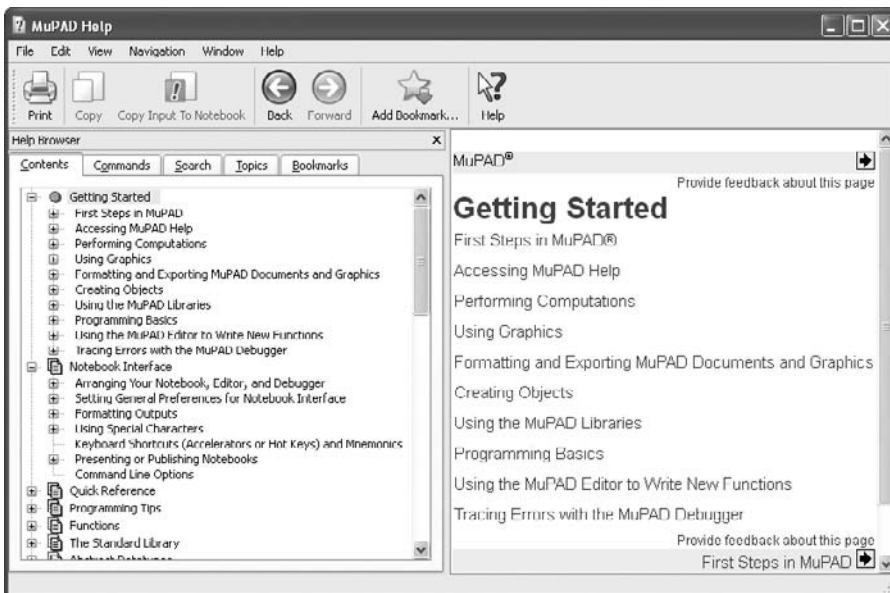 MuPAD Help
File Edit View Navigation Window Help
Print Copy Copy Input To Notebook Back Forward Add Bookmark... Help
Help Browser
Contents Commands Search Topics Bookmarks
Getting Started
First Steps in MuPAD
Accessing MuPAD Help
Performing Computations
Using Graphics
Formatting and Exporting MuPAD Documents and Graphics
Creating Objects
Using the MuPAD Libraries
Programming Basics
Using the MuPAD Editor to Write New Functions
Tracing Errors with the MuPAD Debugger
Notebook Interface
Arranging Your Notebook, Editor, and Debugger
Setting General Preferences for Notebook Interface
Formatting Outputs
Using Special Characters
Keyboard Shortcuts (Accelerators or Hot Keys) and Mnemonics
Presenting or Publishing Notebooks
Command Line Options
Quick Reference
Programming Tips
Functions
The Standard Library
MuPAD®
Provide feedback about this page
Getting Started
First Steps in MuPAD®
Accessing MuPAD Help
Performing Computations
Using Graphics
Formatting and Exporting MuPAD Documents and Graphics
Creating Objects
Using the MuPAD Libraries
Programming Basics
Using the MuPAD Editor to Write New Functions
Tracing Errors with the MuPAD Debugger
Provide feedback about this page
First Steps in MuPAD